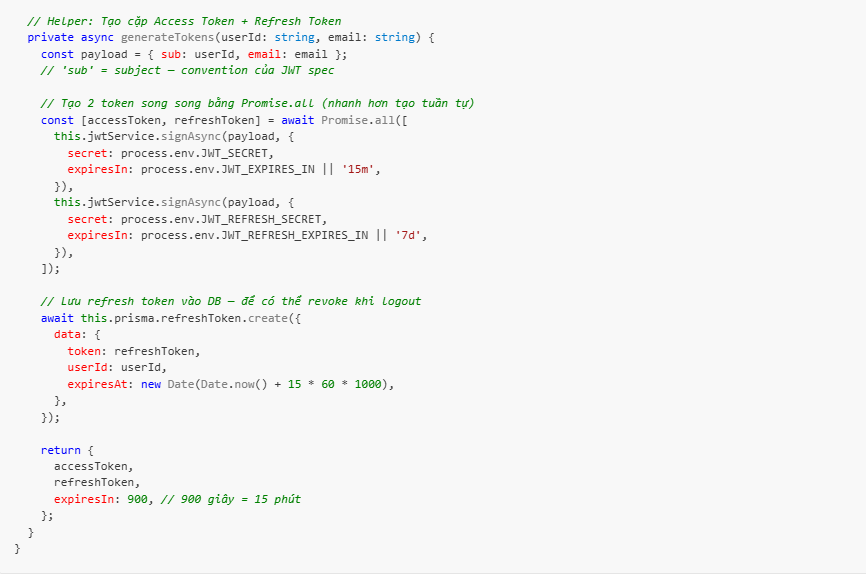 // Helper: Tạo cặp Access Token + Refresh Token
private async generateTokens(userId: string, email: string) {
const payload = { sub: userId, email: email };
// 'sub' = subject — convention của JWT spec
// Tạo 2 token song song bằng Promise.all (nhanh hơn tạo tuần tự)
const [accessToken, refreshToken] = await Promise.all([
this.jwtService.signAsync(payload, {
secret: process.env.JWT_SECRET,
expiresIn: process.env.JWT_EXPIRES_IN || '15m',
}),
this.jwtService.signAsync(payload, {
secret: process.env.JWT_REFRESH_SECRET,
expiresIn: process.env.JWT_REFRESH_EXPIRES_IN || '7d',
}),
]);
// Lưu refresh token vào DB — để có thể revoke khi logout
await this.prisma.refreshToken.create({
data: {
token: refreshToken,
userId: userId,
expiresAt: new Date(Date.now() + 15 * 60 * 1000),
},
});
return {
accessToken,
refreshToken,
expiresIn: 900, // 900 giây = 15 phút
};
}
}